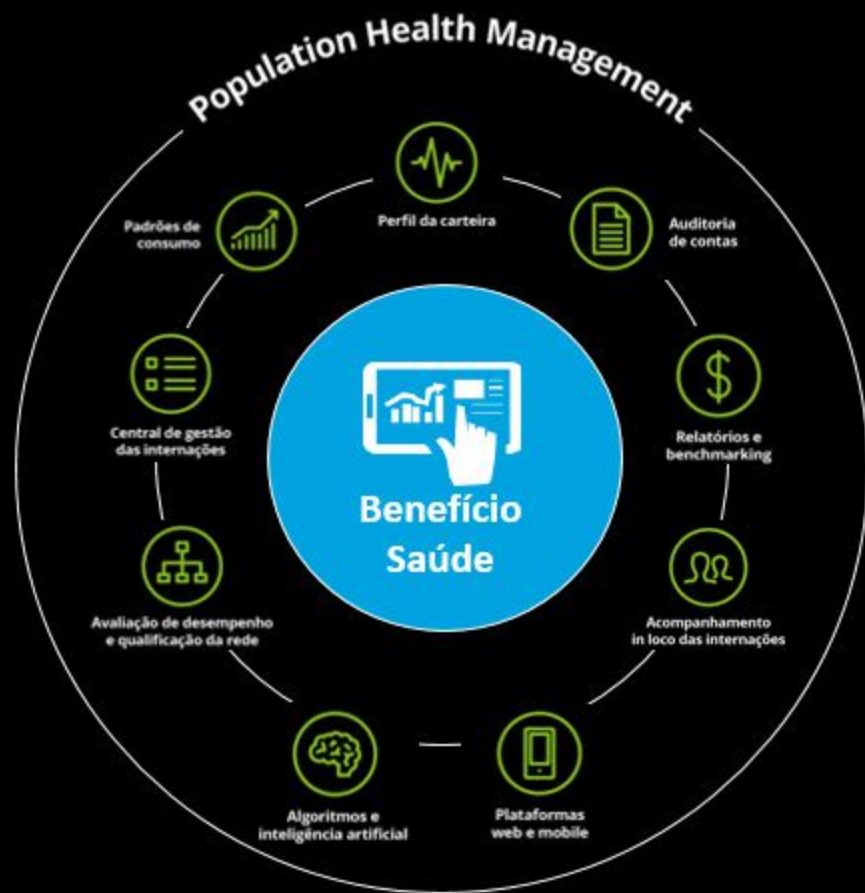 Population Health Management
Perfil da carteira
Auditoria
de contas
Relatórios e
benchmarking
Acompanhamento
in loco das internações
Plataformas
web e mobile
Algoritmos e
inteligência artificial
Avaliação de desempenho
e qualificação da rede
Central de gestão
das internações
Padrões de
consumo
Benefício
Saúde